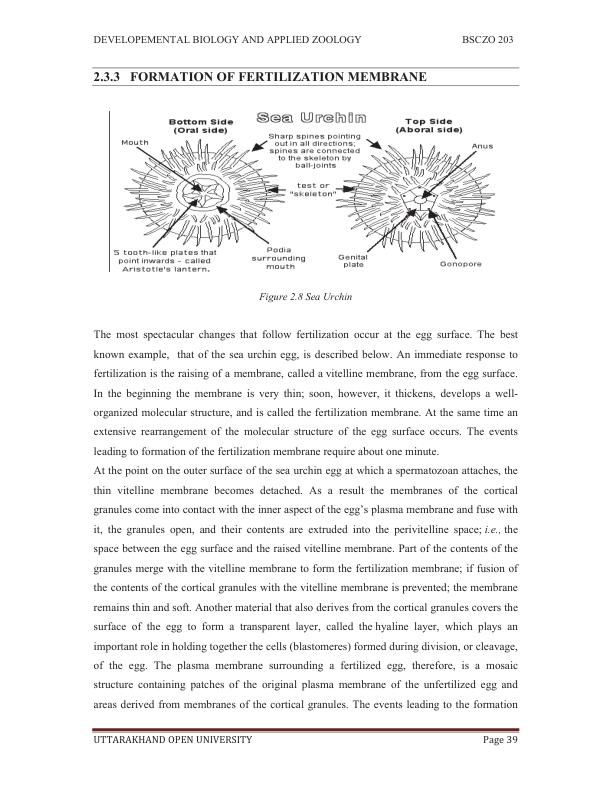 DEVELOPEMENTAL BIOLOGY AND APPLIED ZOOLOGY BSCZO 203
2.3.3 FORMATION OF FERTILIZATION MEMBRANE
Sea Urchin
Bottom Side
(Oral side)
Top Side
(Aboral side)
Mouth
Sharp spines pointing
out in all directions;
spines are connected
to the skeleton by
ball-joints
Anus
test or
"skeleton"
5 tooth-like plates that
point inwards - called
Aristotle's lantern.
Podia
surrounding
mouth
Genital
plate
Gonopore
Figure 2.8 Sea Urchin
The most spectacular changes that follow fertilization occur at the egg surface. The best
known example, that of the sea urchin egg, is described below. An immediate response to
fertilization is the raising of a membrane, called a vitelline membrane, from the egg surface.
In the beginning the membrane is very thin; soon, however, it thickens, develops a well-
organized molecular structure, and is called the fertilization membrane. At the same time an
extensive rearrangement of the molecular structure of the egg surface occurs. The events
leading to formation of the fertilization membrane require about one minute.
At the point on the outer surface of the sea urchin egg at which a spermatozoan attaches, the
thin vitelline membrane becomes detached. As a result the membranes of the cortical
granules come into contact with the inner aspect of the egg's plasma membrane and fuse with
it, the granules open, and their contents are extruded into the perivitelline space; i.e., the
space between the egg surface and the raised vitelline membrane. Part of the contents of the
granules merge with the vitelline membrane to form the fertilization membrane; if fusion of
the contents of the cortical granules with the vitelline membrane is prevented; the membrane
remains thin and soft. Another material that also derives from the cortical granules covers the
surface of the egg to form a transparent layer, called the hyaline layer, which plays an
important role in holding together the cells (blastomeres) formed during division, or cleavage,
of the egg. The plasma membrane surrounding a fertilized egg, therefore, is a mosaic
structure containing patches of the original plasma membrane of the unfertilized egg and
areas derived from membranes of the cortical granules. The events leading to the formation
UTTARAKHAND OPEN UNIVERSITY Page 39